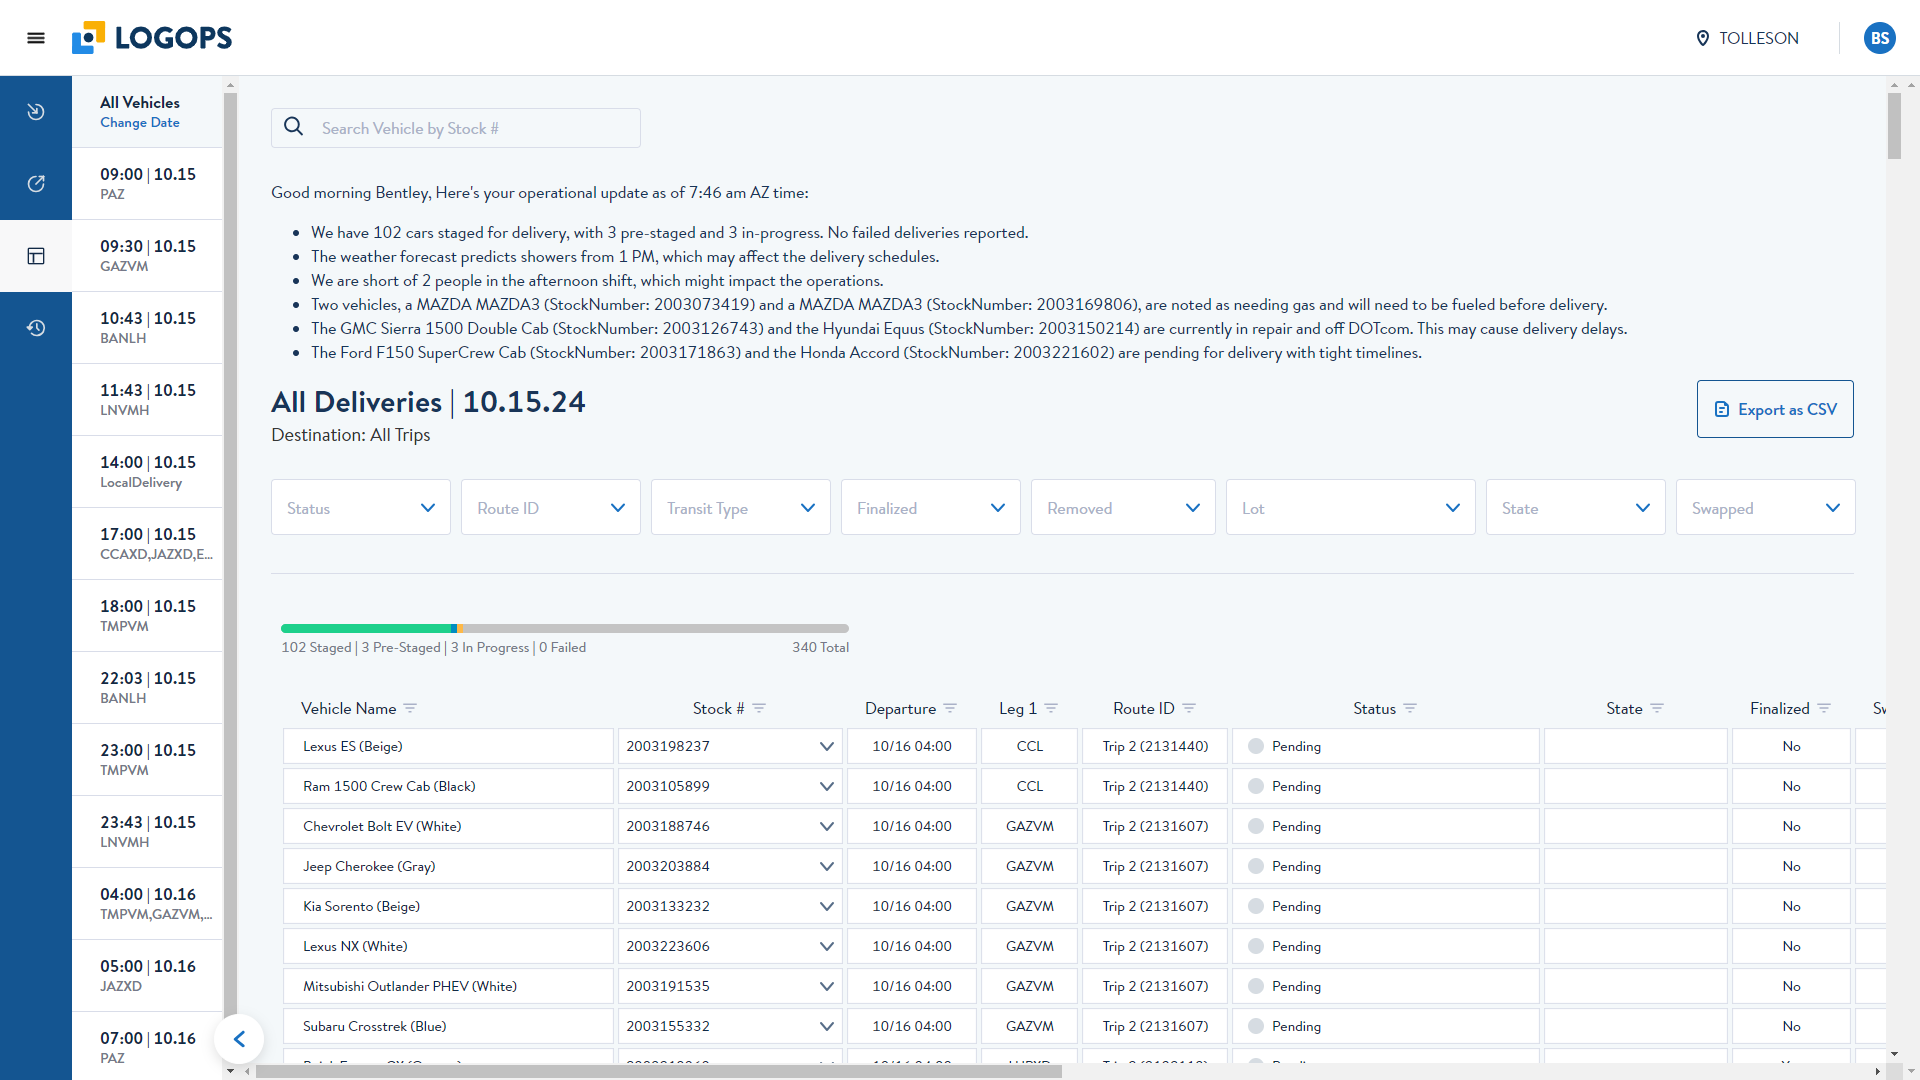 LOGOPS
TOLLESON
BS
All Vehicles
Change Date
09:00 | 10.15
PAZ
09:30 | 10.15
GAZVM
10:43 | 10.15
BANLH
11:43 | 10.15
LNVMH
14:00 | 10.15
LocalDelivery
17:00 | 10.15
CCAXD,JAZXD,E...
18:00 | 10.15
TMPVM
22:03 | 10.15
BANLH
23:00 | 10.15
TMPVM
23:43 | 10.15
LNVMH
04:00 | 10.16
TMPVM,GAZVM,...
05:00 | 10.16
JAZXD
07:00 | 10.16
PAZ
Search Vehicle by Stock #
Good morning Bentley, Here's your operational update as of 7:46 am AZ time:
• We have 102 cars staged for delivery, with 3 pre-staged and 3 in-progress. No failed deliveries reported.
• The weather forecast predicts showers from 1 PM, which may affect the delivery schedules.
• We are short of 2 people in the afternoon shift, which might impact the operations.
• Two vehicles, a MAZDA MAZDA3 (StockNumber: 2003073419) and a MAZDA MAZDA3 (StockNumber: 2003169806), are noted as needing gas and will need to be fueled before delivery.
• The GMC Sierra 1500 Double Cab (StockNumber: 2003126743) and the Hyundai Equus (StockNumber: 2003150214) are currently in repair and off DOTcom. This may cause delivery delays.
• The Ford F150 SuperCrew Cab (StockNumber: 2003171863) and the Honda Accord (StockNumber: 2003221602) are pending for delivery with tight timelines.
All Deliveries | 10.15.24
Destination: All Trips
Export as CSV
Status Route ID Transit Type Finalized Removed Lot State Swapped
102 Staged | 3 Pre-Staged | 3 In Progress | 0 Failed 340 Total
Vehicle Name Stock # Departure Leg 1 Route ID Status State Finalized
Lexus ES (Beige) 2003198237 10/16 04:00 CCL Trip 2 (2131440) Pending No
Ram 1500 Crew Cab (Black) 2003105899 10/16 04:00 CCL Trip 2 (2131440) Pending No
Chevrolet Bolt EV (White) 2003188746 10/16 04:00 GAZVM Trip 2 (2131607) Pending No
Jeep Cherokee (Gray) 2003203884 10/16 04:00 GAZVM Trip 2 (2131607) Pending No
Kia Sorento (Beige) 2003133232 10/16 04:00 GAZVM Trip 2 (2131607) Pending No
Lexus NX (White) 2003223606 10/16 04:00 GAZVM Trip 2 (2131607) Pending No
Mitsubishi Outlander PHEV (White) 2003191535 10/16 04:00 GAZVM Trip 2 (2131607) Pending No
Subaru Crosstrek (Blue) 2003155332 10/16 04:00 GAZVM Trip 2 (2131607) Pending No